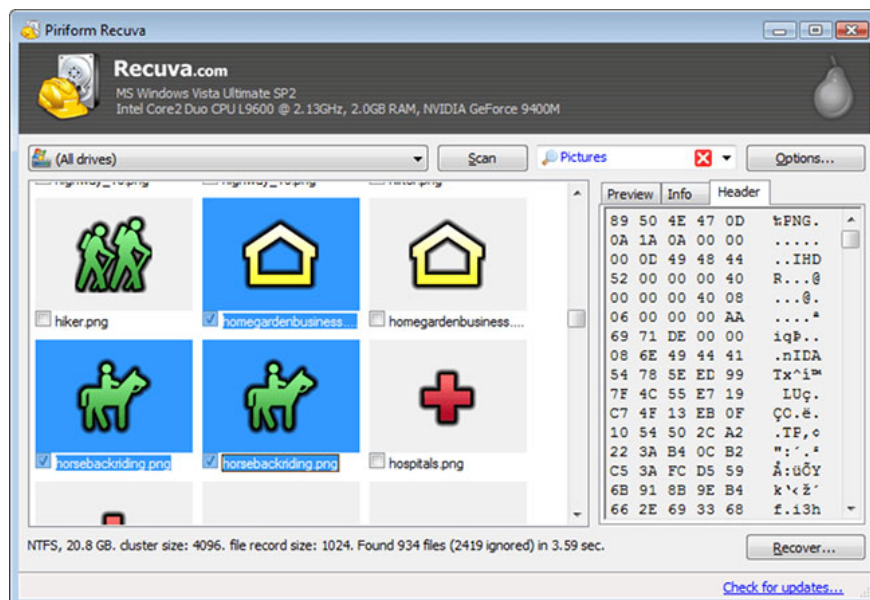 Piriform Recuva
Recuva.com
MS Windows Vista Ultimate SP2
Intel Core2 Duo CPU L9600 @ 2.13GHz, 2.0GB RAM, NVIDIA GeForce 9400M
(All drives) Scan Pictures Options...
highway_16.png hiker.png
Preview Info Header
hiker.png homegardenbusiness.... homegardenbusiness....
horsebackriding.png horsebackriding.png hospitals.png
89 50 4E 47 0D ‰PNG.
0A 1A 0A 00 00 .....
00 0D 49 48 44 ..IHD
52 00 00 00 40 R...@
00 00 00 40 08 ...@.
06 00 00 00 AA ....ª
69 71 DE 00 00 iqÞ..
08 6E 49 44 41 .nIDA
54 78 5E ED 99 Tx^í™
7F 4C 55 E7 19 LUç.
C7 4F 13 EB 0F ÇO.ë.
10 54 50 2C A2 .TP,¢
22 3A B4 0C B2 ":´.²
C5 3A FC D5 59 Å:üÕY
6B 91 8B 9E B4 k‘‹ž´
66 2E 69 33 68 f.i3h
NTFS, 20.8 GB. cluster size: 4096. file record size: 1024. Found 934 files (2419 ignored) in 3.59 sec.
Recover...
Check for updates...